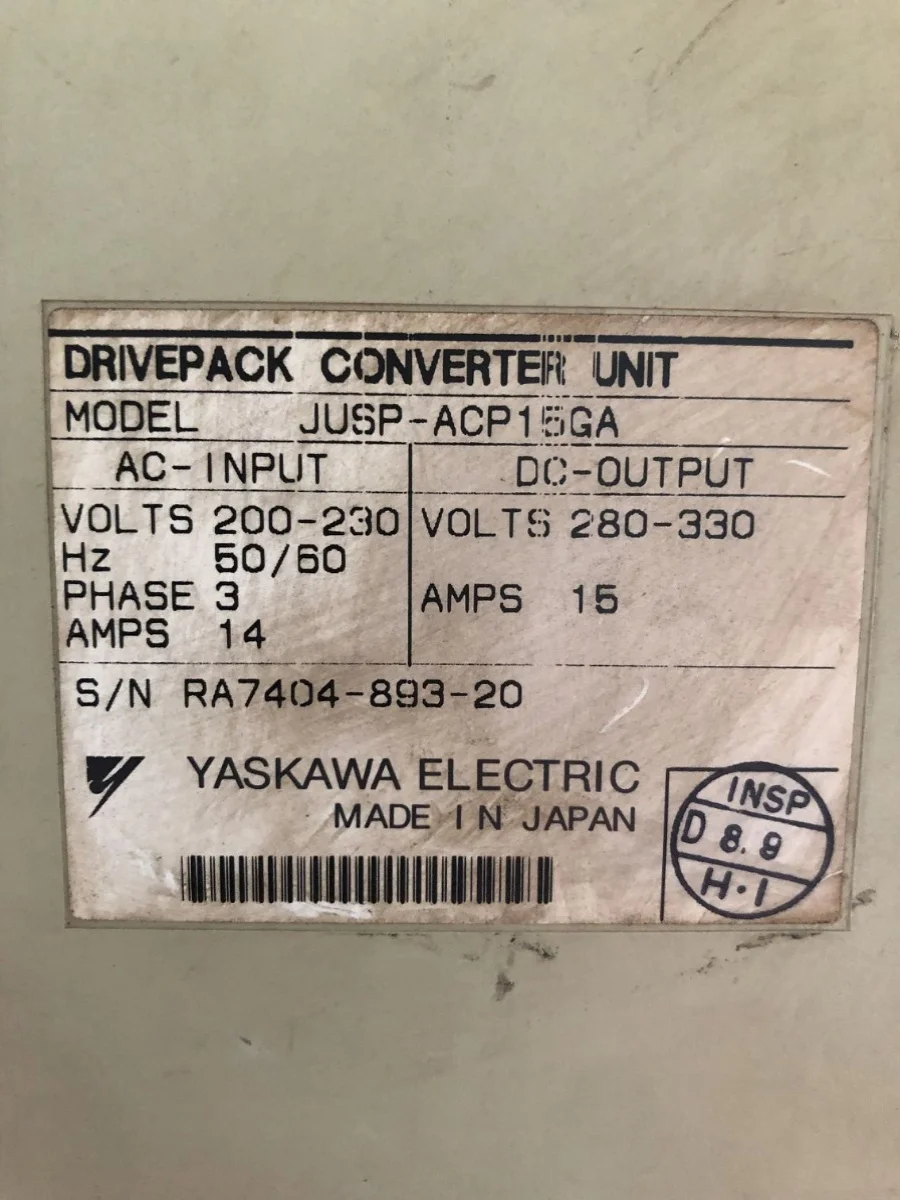 DRIVEPACK CONVERTER UNIT
MODEL JUSP-ACP15GA
AC-INPUT DC-OUTPUT
VOLTS 200-230 VOLTS 280-330
Hz 50/60
PHASE 3 AMPS 15
AMPS 14
S/N RA7404-893-20
YASKAWA ELECTRIC
MADE IN JAPAN
INSP
D 8.9
H·I